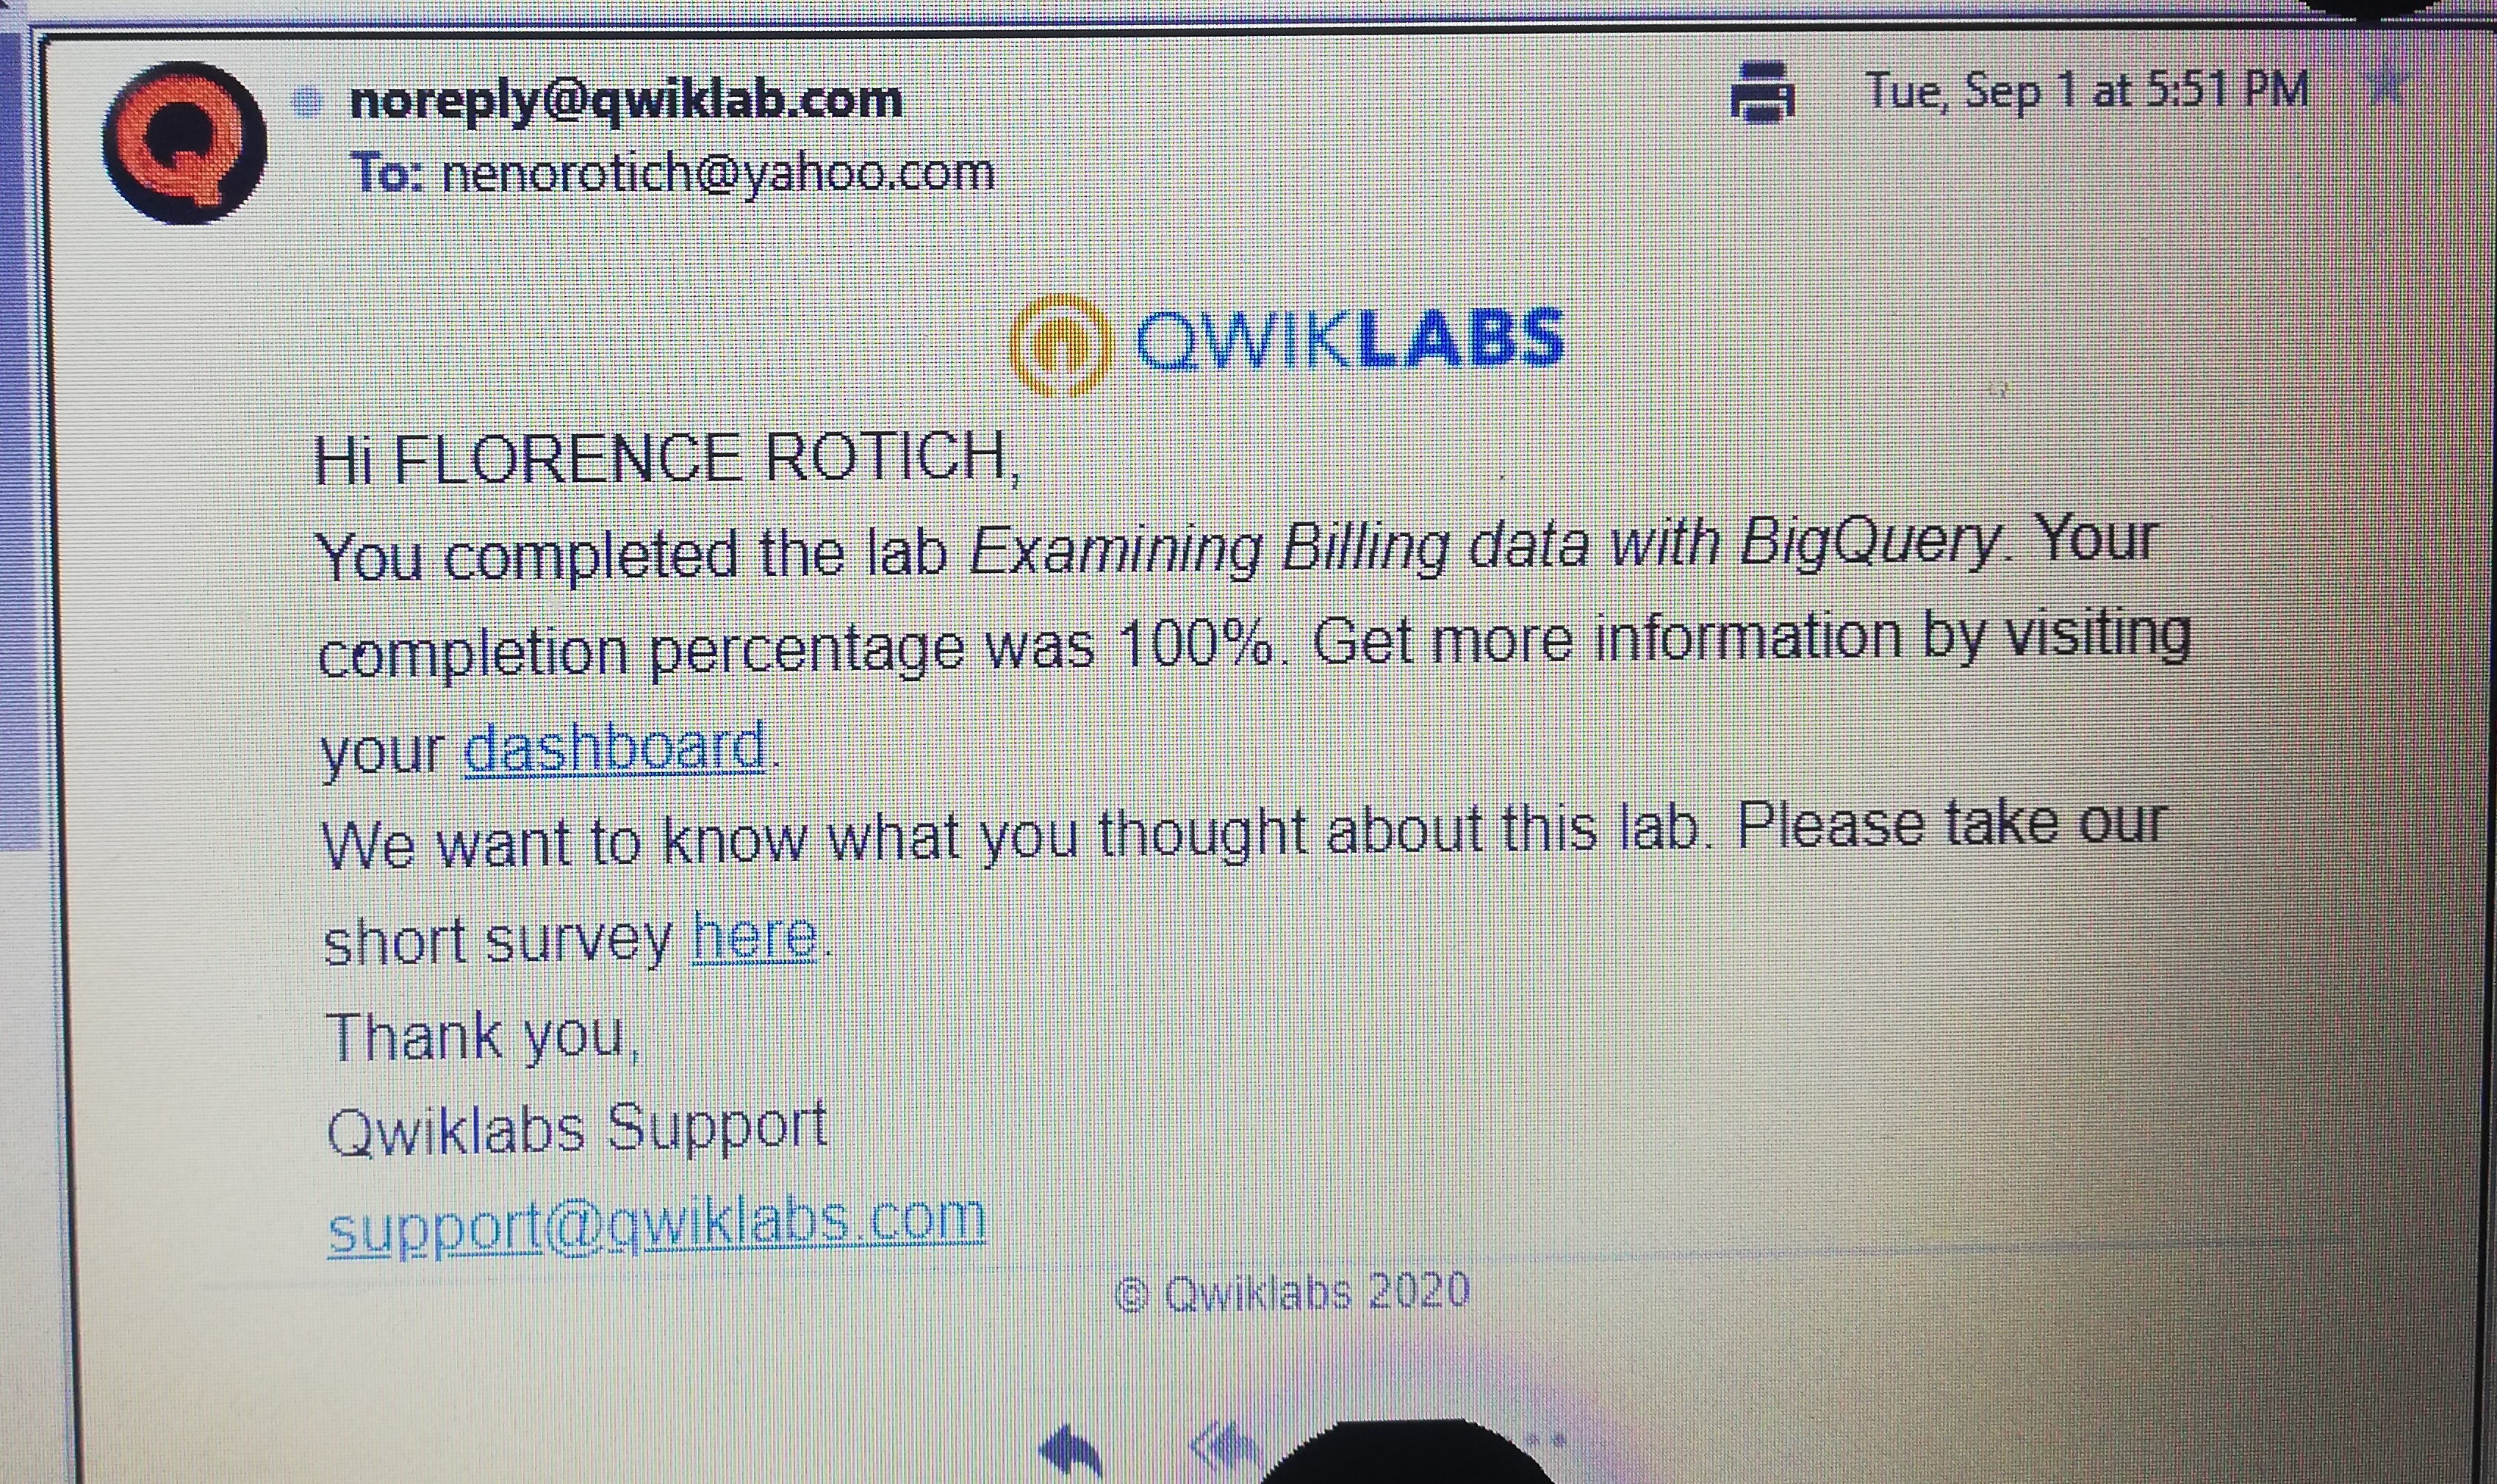 noreply@qwiklab.com
Tue, Sep 1 at 5:51 PM
To: nenorotich@yahoo.com
QWIKLABS
Hi FLORENCE ROTICH,
You completed the lab Examining Billing data with BigQuery. Your
completion percentage was 100%. Get more information by visiting
your dashboard.
We want to know what you thought about this lab. Please take our
short survey here.
Thank you,
Qwiklabs Support
support@qwiklabs.com
© Qwiklabs 2020